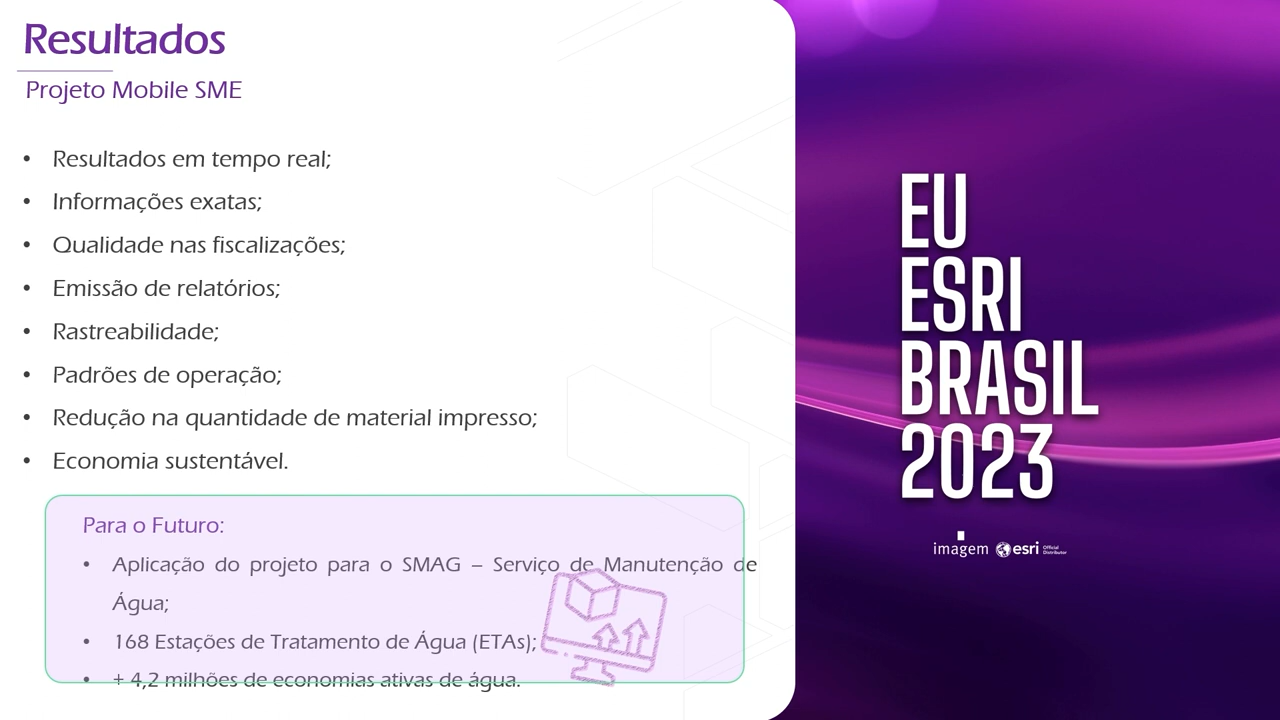 Resultados
Projeto Mobile SME
• Resultados em tempo real;
• Informações exatas;
• Qualidade nas fiscalizações;
• Emissão de relatórios;
• Rastreabilidade;
• Padrões de operação;
• Redução na quantidade de material impresso;
• Economia sustentável.
Para o Futuro:
• Aplicação do projeto para o SMAG – Serviço de Manutenção de
Água;
• 168 Estações de Tratamento de Água (ETAs);
• + 4,2 milhões de economias ativas de água.
EU
ESRI
BRASIL
2023
imagem esri Official
Distributor